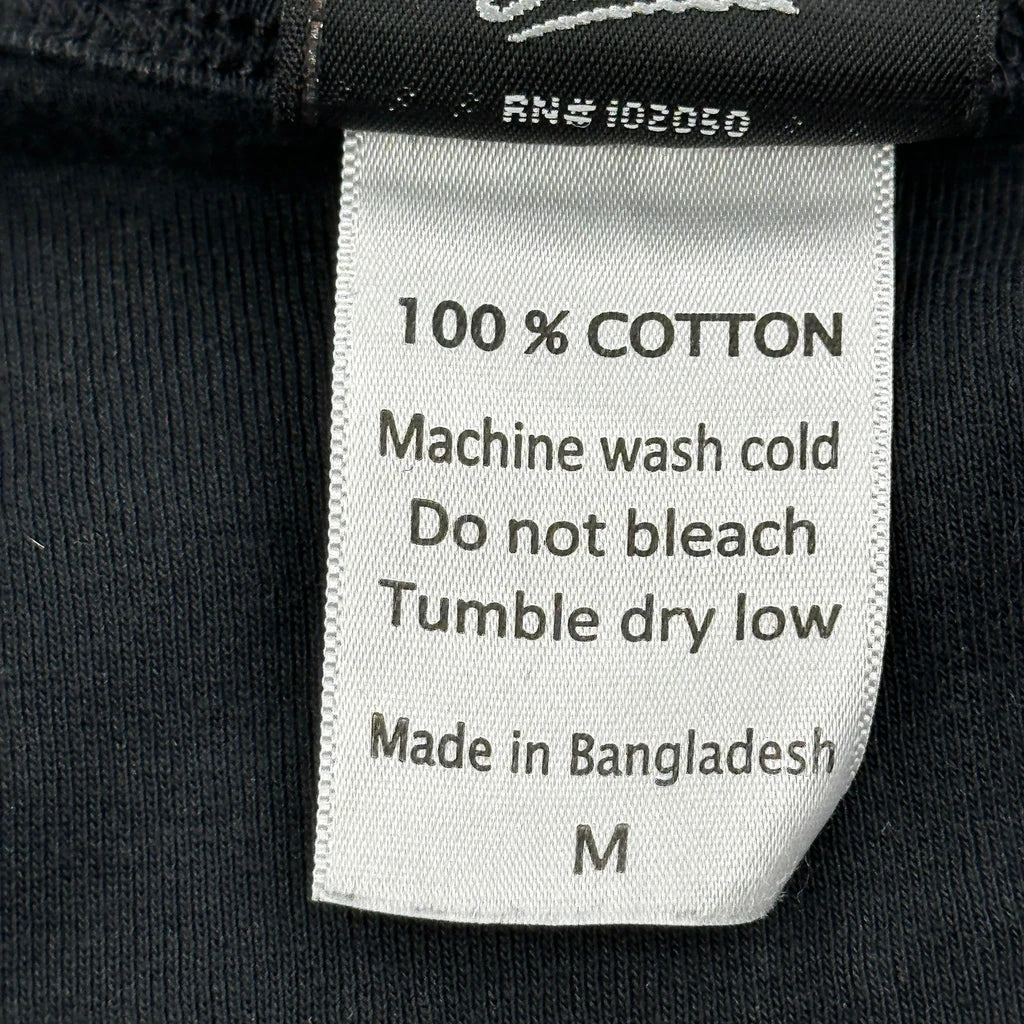 RN#102050
100 % COTTON
Machine wash cold
Do not bleach
Tumble dry low
Made in Bangladesh
M